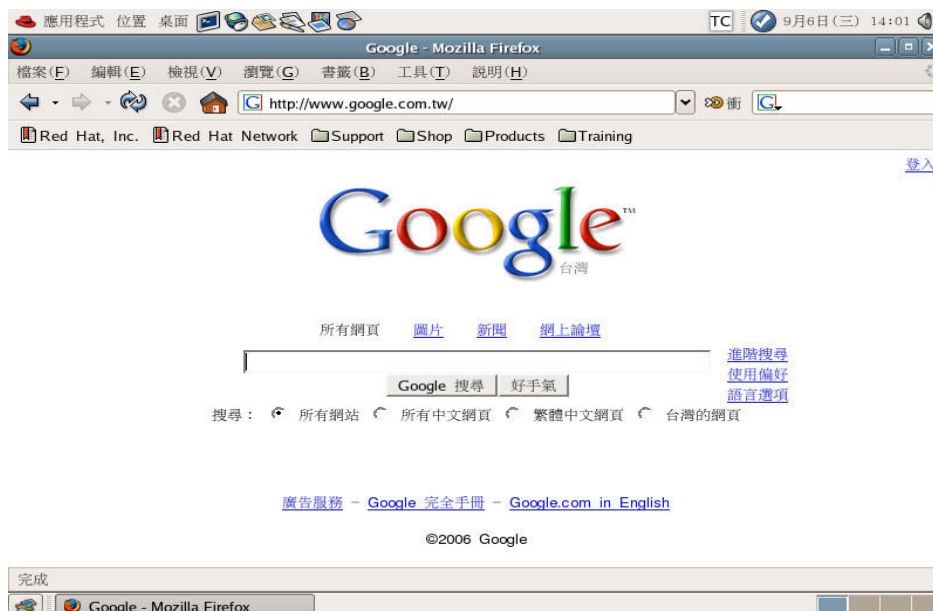 應用程式 位置 桌面 TC 9月6日(三) 14:01
Google - Mozilla Firefox
檔案(F) 編輯(E) 檢視(V) 瀏覽(G) 書籤(B) 工具(T) 說明(H)
G http://www.google.com.tw/ 衝 G
Red Hat, Inc. Red Hat Network Support Shop Products Training
登入
Google™
台灣
所有網頁 圖片 新聞 網上論壇
進階搜尋
Google 搜尋 好手氣 使用偏好
語言選項
搜尋: 所有網站 所有中文網頁 繁體中文網頁 台灣的網頁
廣告服務 - Google 完全手冊 - Google.com in English
©2006 Google
完成
Google - Mozilla Firefox